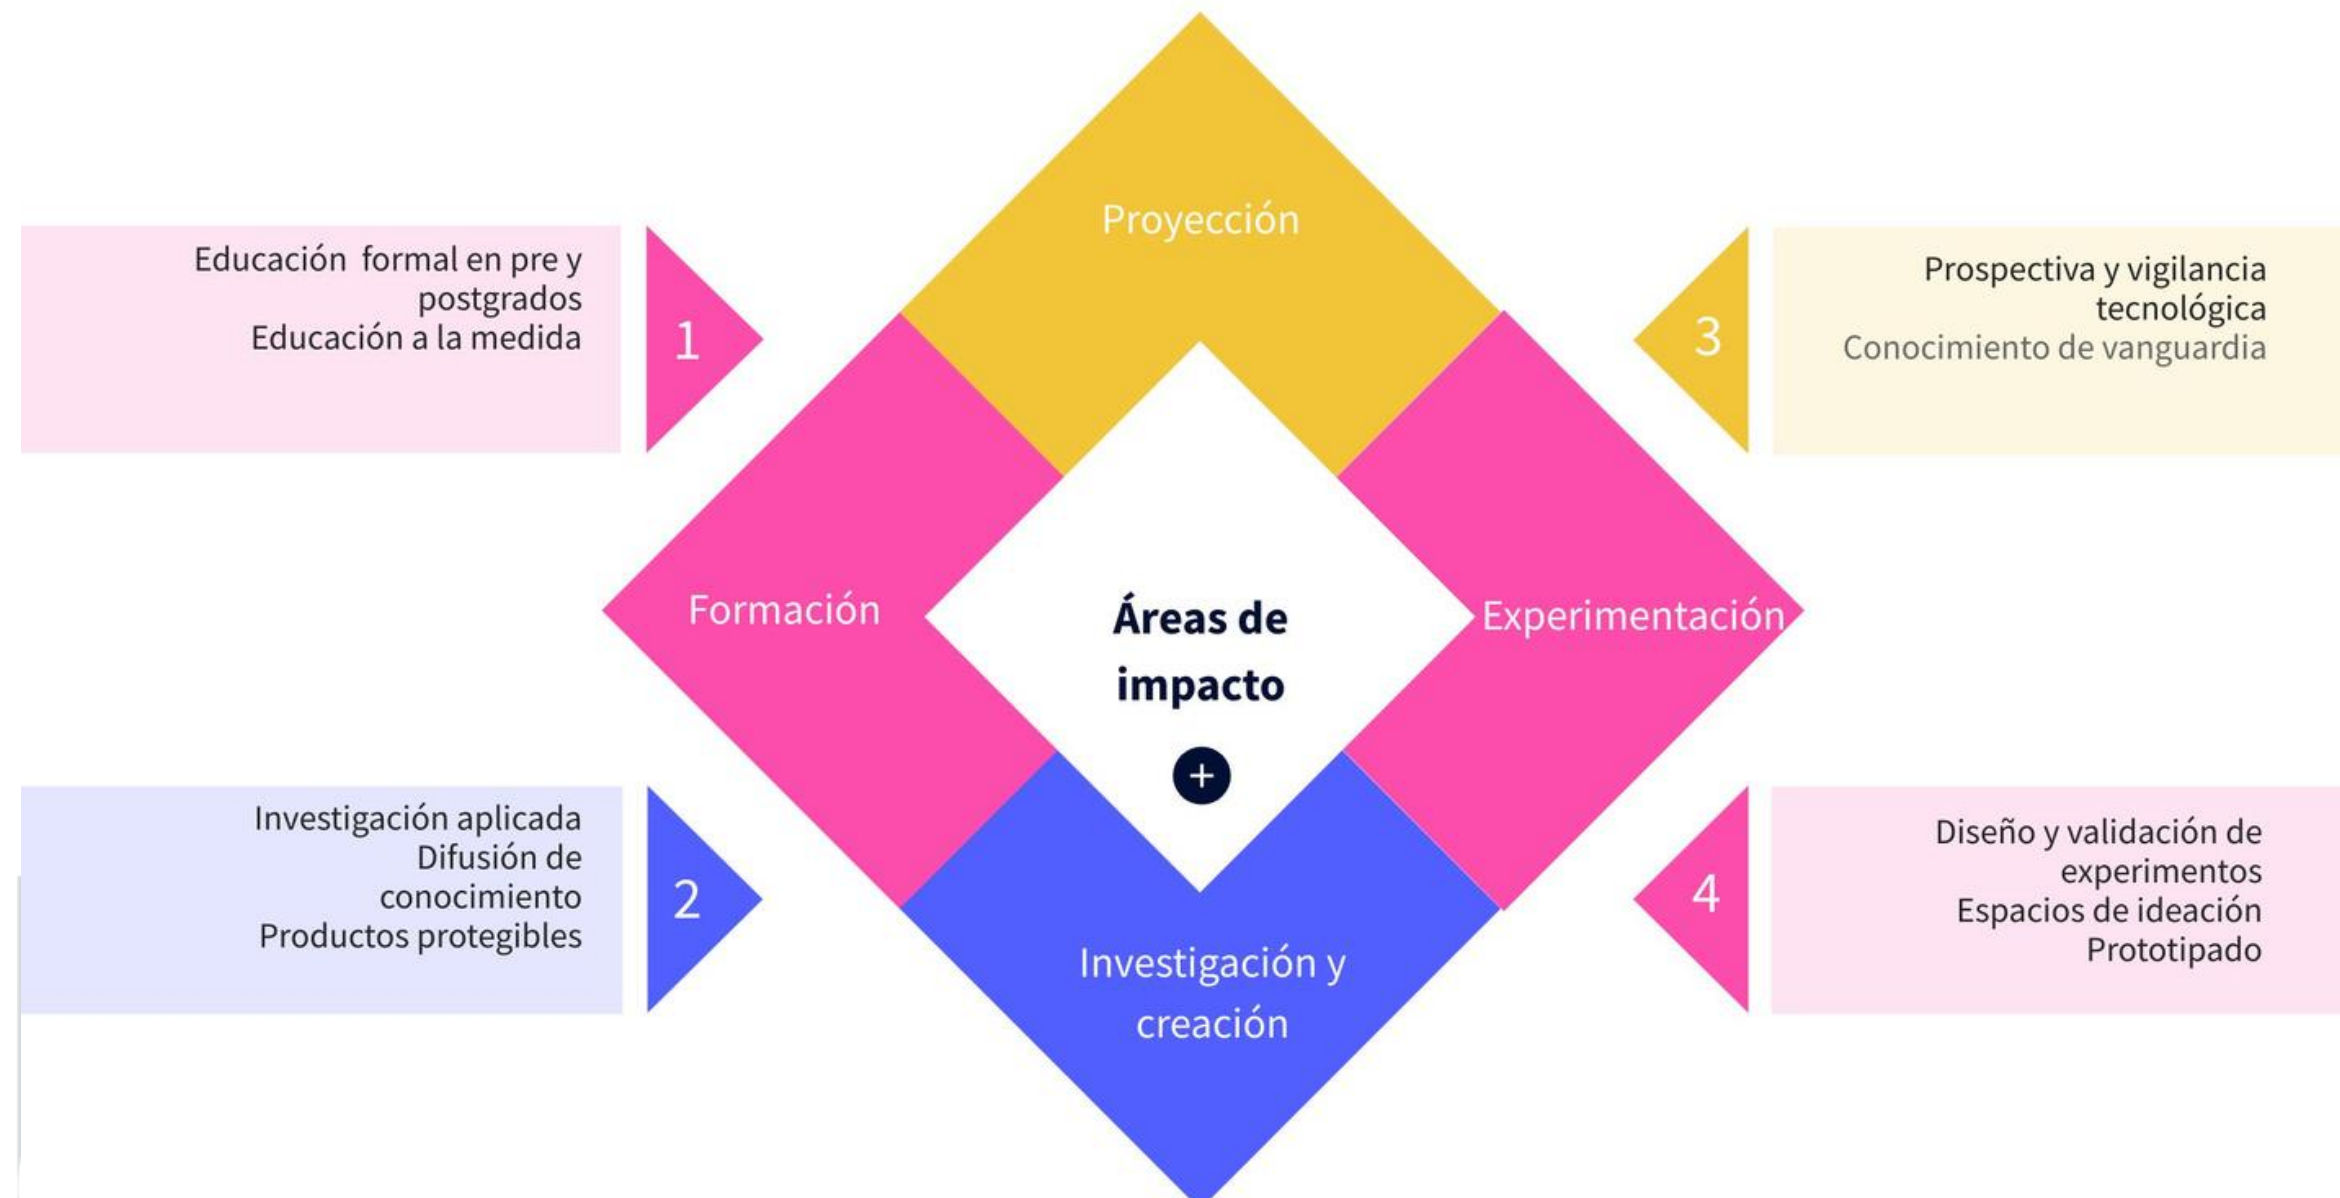 Proyección
Educación formal en pre y
postgrados
Educación a la medida
1
3
Prospectiva y vigilancia
tecnológica
Conocimiento de vanguardia
Formación
Áreas de
impacto
+
Experimentación
Investigación aplicada
Difusión de
conocimiento
Productos protegibles
2
4
Diseño y validación de
experimentos
Espacios de ideación
Prototipado
Investigación y
creación